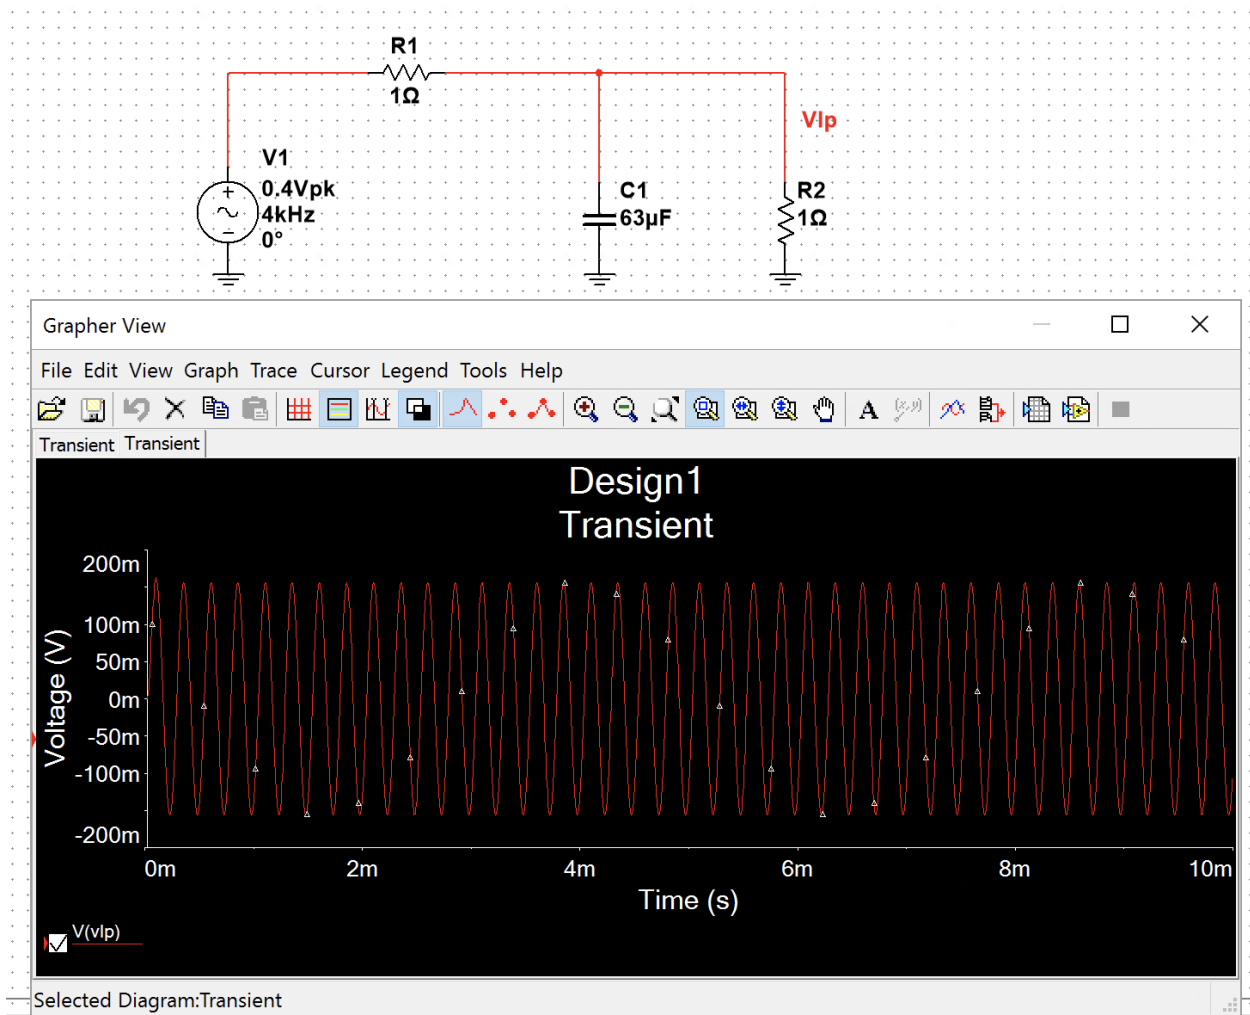 R1
1Ω
Vlp
V1
0.4Vpk
4kHz
0°
C1
63µF
R2
1Ω
Grapher View
File Edit View Graph Trace Cursor Legend Tools Help
A (x,y)
Transient Transient
Design1
Transient
200m
100m
50m
0m
-50m
-100m
-200m
Voltage (V)
0m 2m 4m 6m 8m 10m
Time (s)
V(vlp)
Selected Diagram:Transient